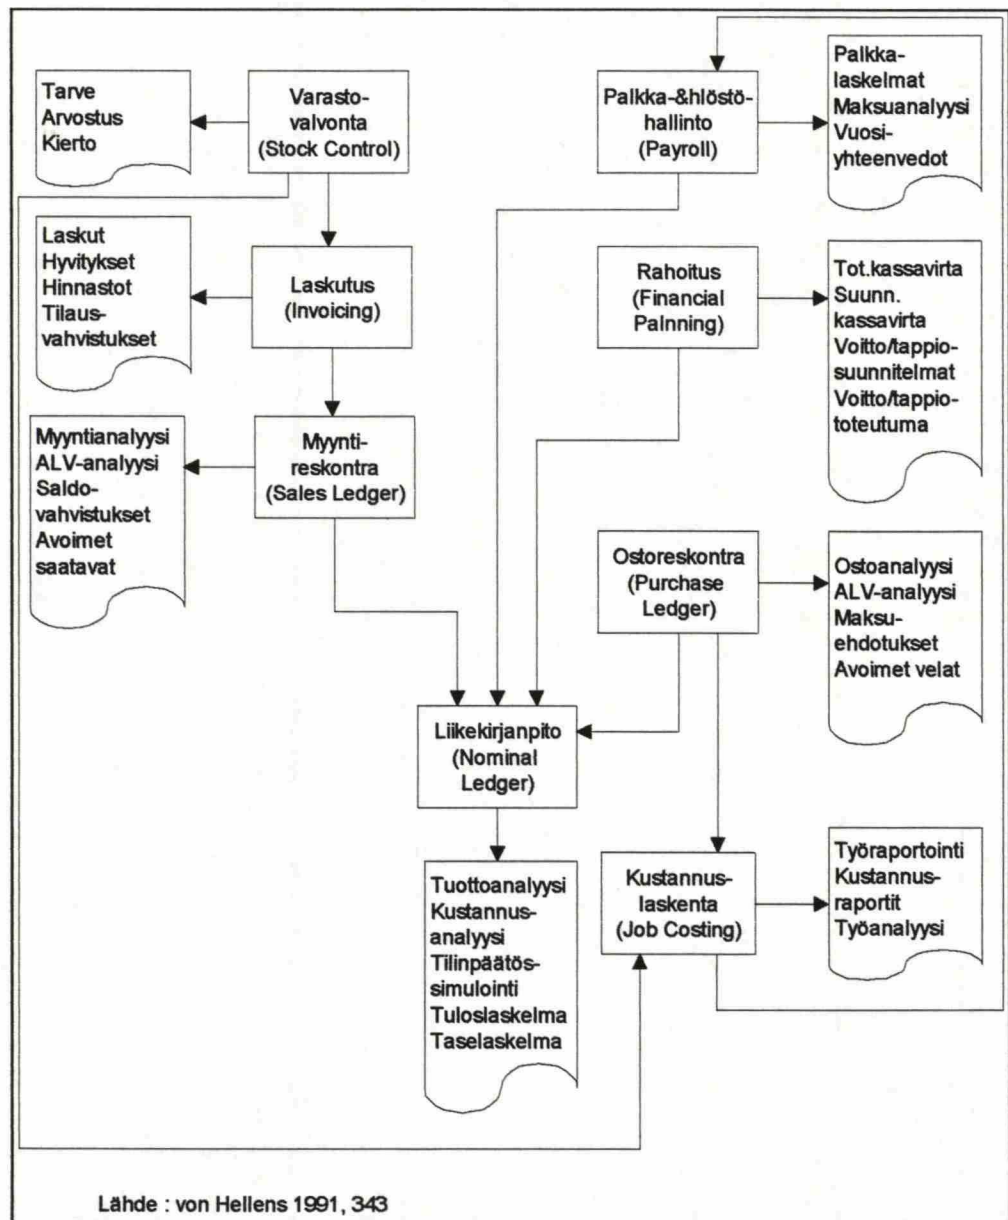 Tarve
Arvostus
Kierto
Varasto-
valvonta
(Stock Control)
Palkka-&hlöstö-
hallinto
(Payroll)
Palkka-
laskelmat
Maksuanalyysi
Vuosi-
yhteenvedot
Laskut
Hyvitykset
Hinnastot
Tilaus-
vahvistukset
Laskutus
(Invoicing)
Rahoitus
(Financial
Palnning)
Tot.kassavirta
Suunn.
kassavirta
Voitto/tappio-
suunnitelmat
Voitto/tappio-
toteutuma
Myyntianalyysi
ALV-analyysi
Saldo-
vahvistukset
Avoimet
saatavat
Myynti-
reskontra
(Sales Ledger)
Ostoreskontra
(Purchase
Ledger)
Ostoanalyysi
ALV-analyysi
Maksu-
ehdotukset
Avoimet velat
Liikekirjanpito
(Nominal
Ledger)
Tuottoanalyysi
Kustannus-
analyysi
Tilinpäätös-
simulointi
Tuloslaskelma
Taselaskelma
Kustannus-
laskenta
(Job Costing)
Työraportointi
Kustannus-
raportit
Työanalyysi
Lähde : von Hellens 1991, 343